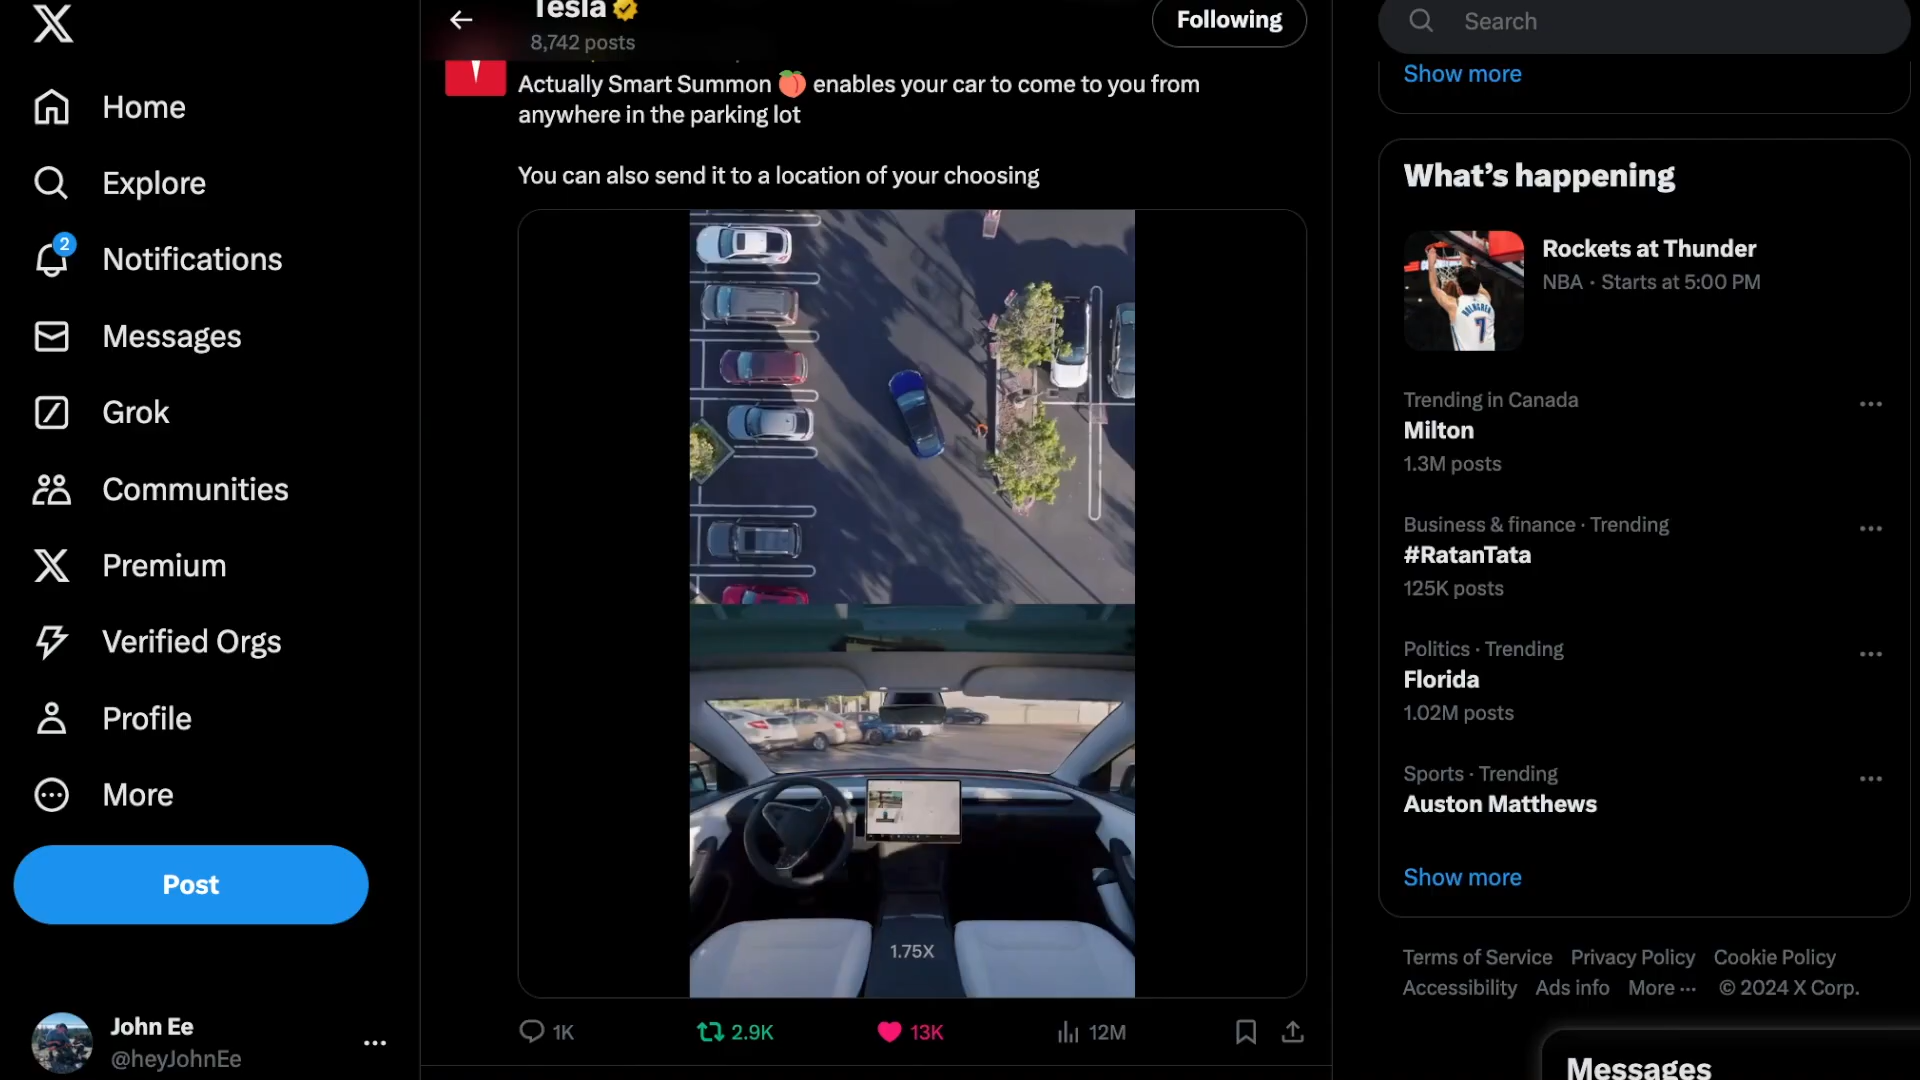 Home
Explore
2
Notifications
Messages
Grok
Communities
Premium
Verified Orgs
Profile
More
Post
John Ee
@heyJohnEe
Tesla
8,742 posts
Following
Actually Smart Summon 🍑 enables your car to come to you from
anywhere in the parking lot
You can also send it to a location of your choosing
1.75X
1K
2.9K
13K
12M
Search
Show more
What’s happening
Rockets at Thunder
NBA · Starts at 5:00 PM
Trending in Canada
Milton
1.3M posts
Business & finance · Trending
#RatanTata
125K posts
Politics · Trending
Florida
1.02M posts
Sports · Trending
Auston Matthews
Show more
Terms of Service Privacy Policy Cookie Policy
Accessibility Ads info More ··· © 2024 X Corp.
Messages